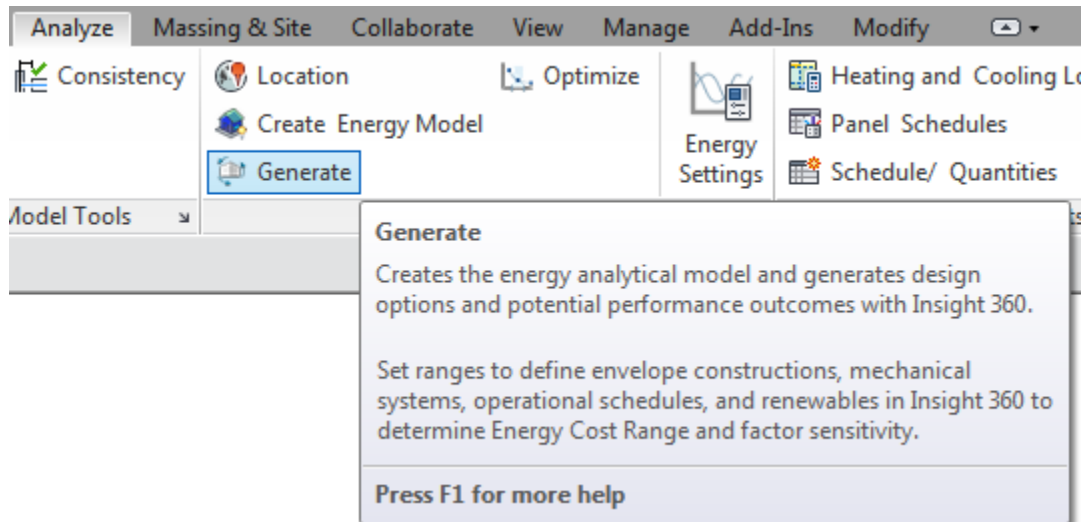 Analyze Massing & Site Collaborate View Manage Add-Ins Modify
Consistency
Location
Create Energy Model
Generate
Optimize
Energy
Settings
Heating and Cooling
Panel Schedules
Schedule/ Quantities
Model Tools
Generate
Creates the energy analytical model and generates design
options and potential performance outcomes with Insight 360.
Set ranges to define envelope constructions, mechanical
systems, operational schedules, and renewables in Insight 360 to
determine Energy Cost Range and factor sensitivity.
Press F1 for more help